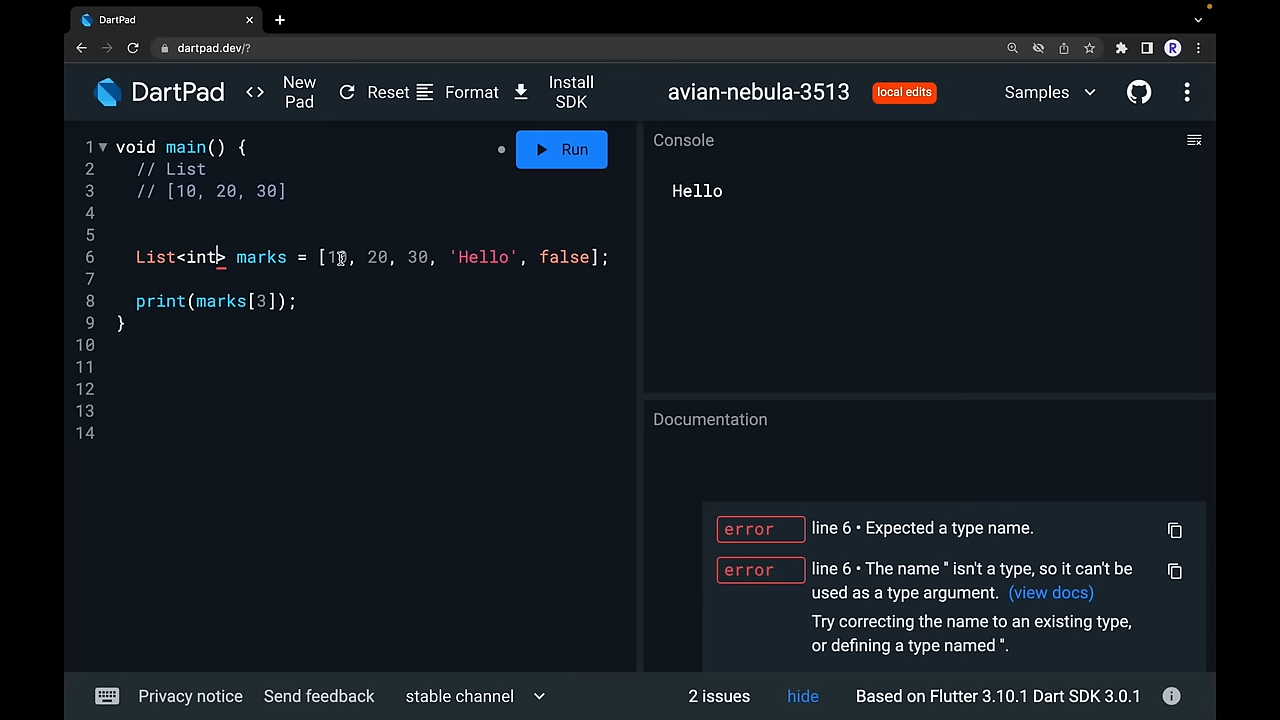 DartPad
dartpad.dev/?
R
DartPad
<> New Pad
Reset
Format
Install SDK
avian-nebula-3513
local edits
Samples
Run
Console
1 void main() {
2 // List
3 // [10, 20, 30]
4
5
6 List<int> marks = [10, 20, 30, 'Hello', false];
7
8 print(marks[3]);
9 }
10
11
12
13
14
Hello
Documentation
error line 6 • Expected a type name.
error line 6 • The name '' isn't a type, so it can't be
used as a type argument. (view docs)
Try correcting the name to an existing type,
or defining a type named ''.
Privacy notice
Send feedback
stable channel
2 issues
hide
Based on Flutter 3.10.1 Dart SDK 3.0.1